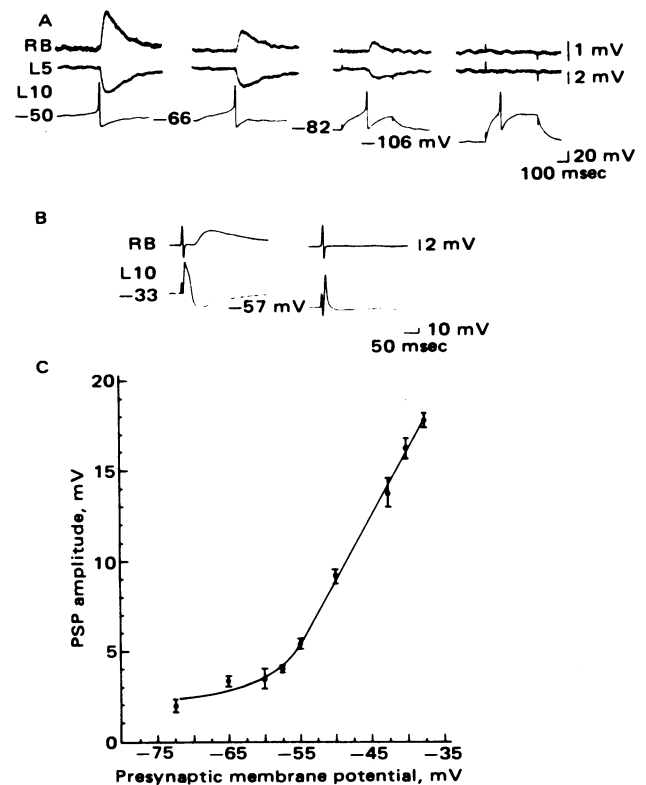 A
RB
1 mV
L5
2 mV
L10
−50 −66 −82 −106 mV
20 mV
100 msec
B
RB
2 mV
L10
−33 −57 mV
10 mV
50 msec
C
20
15
10
5
0
PSP amplitude, mV
−75 −65 −55 −45 −35
Presynaptic membrane potential, mV